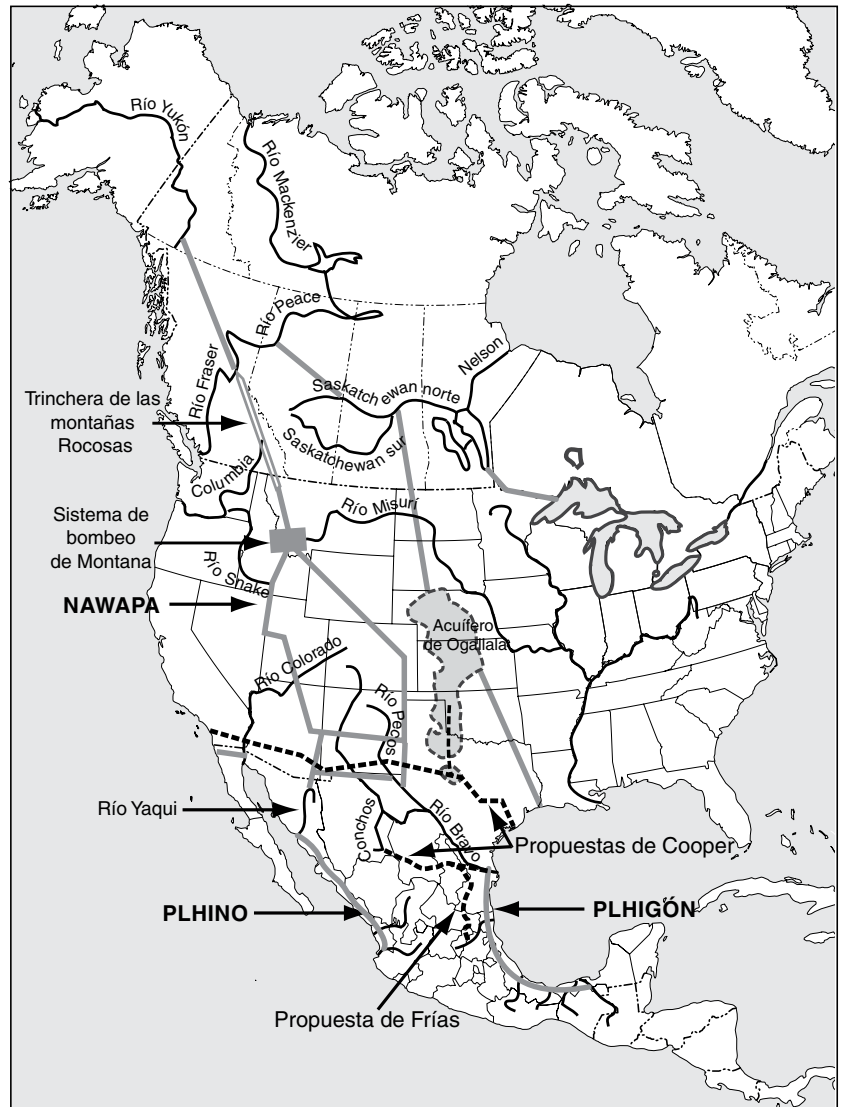 Río Yukón
Río Mackenzier
Río Peace
Río Fraser
Nelson
Saskatchewan norte
Saskatchewan sur
Trinchera de las
montañas
Rocosas
Columbia
Río Misurí
Sistema de
bombeo
de Montana
Río Snake
NAWAPA
Acuífero
de Ogallala
Río Colorado
Río Pecos
Río Yaqui
Conchos
Río Bravo
Propuestas de Cooper
PLHINO
PLHIGÓN
Propuesta de Frías